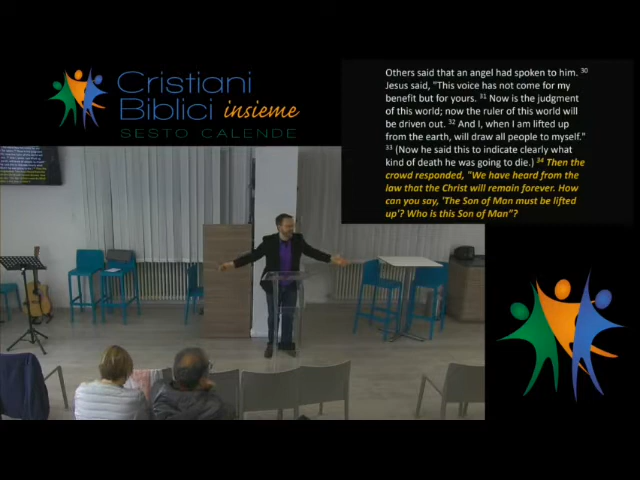 Cristiani
Biblici insieme
SESTO CALENDE
Others said that an angel had spoken to him. 30
Jesus said, "This voice has not come for my
benefit but for yours. 31 Now is the judgment
of this world; now the ruler of this world will
be driven out. 32 And I, when I am lifted up
from the earth, will draw all people to myself."
33 (Now he said this to indicate clearly what
kind of death he was going to die.) 34 Then the
crowd responded, "We have heard from the
law that the Christ will remain forever. How
can you say, 'The Son of Man must be lifted
up'? Who is this Son of Man"?